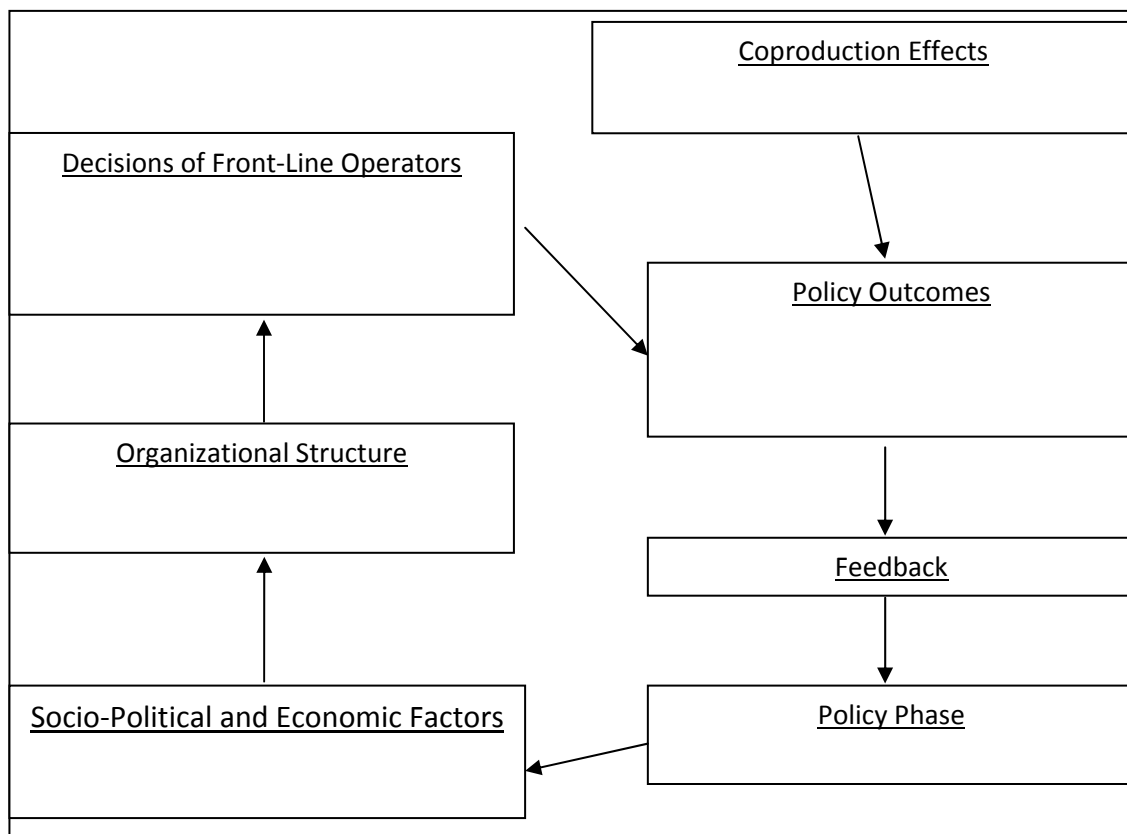 Coproduction Effects
Decisions of Front-Line Operators
Policy Outcomes
Organizational Structure
Feedback
Socio-Political and Economic Factors
Policy Phase